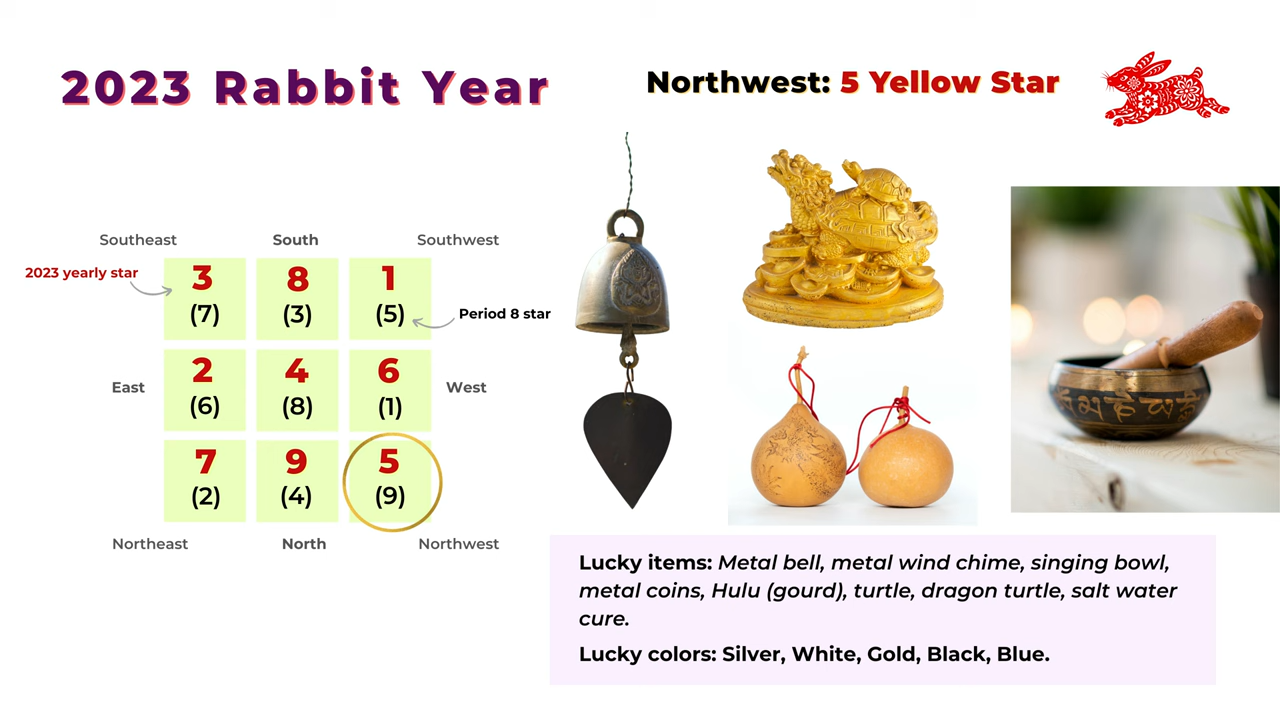 2023 Rabbit Year
Northwest: 5 Yellow Star
Southeast South Southwest
2023 yearly star
3 8 1
(7) (3) (5)
Period 8 star
East
2 4 6
(6) (8) (1)
West
7 9 5
(2) (4) (9)
Northeast North Northwest
Lucky items: Metal bell, metal wind chime, singing bowl,
metal coins, Hulu (gourd), turtle, dragon turtle, salt water
cure.
Lucky colors: Silver, White, Gold, Black, Blue.